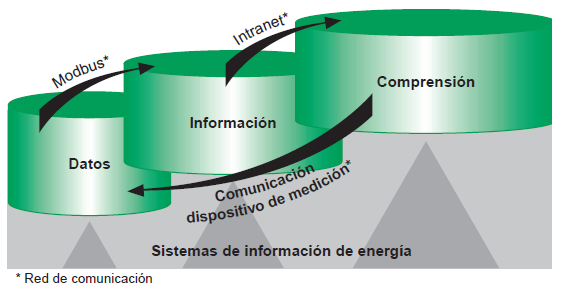 Modbus*
Intranet*
Datos
Información
Comprensión
Comunicación
dispositivo de medición*
Sistemas de información de energía
* Red de comunicación